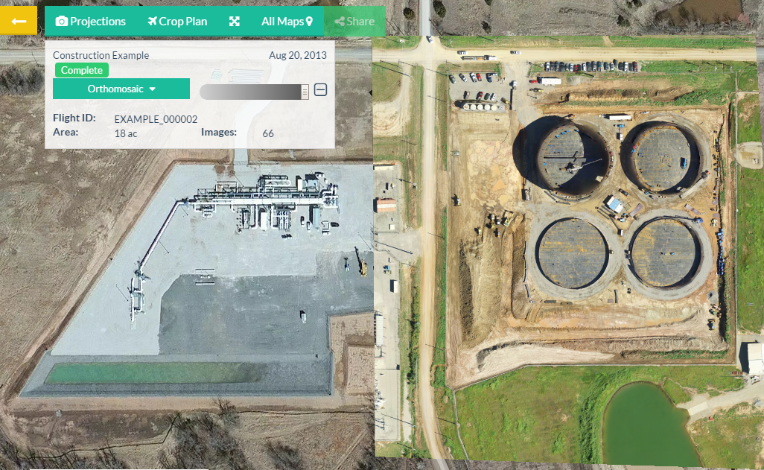 Projections Crop Plan All Maps Share
Construction Example Aug 20, 2013
Complete
Orthomosaic
Flight ID: EXAMPLE_000002
Area: 18 ac Images: 66